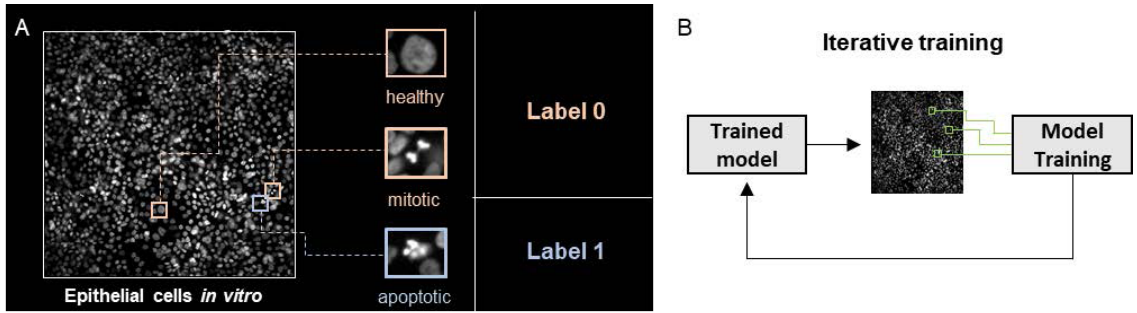 A
healthy
mitotic
apoptotic
Epithelial cells in vitro
Label 0
Label 1
B
Iterative training
Trained
model
Model
Training